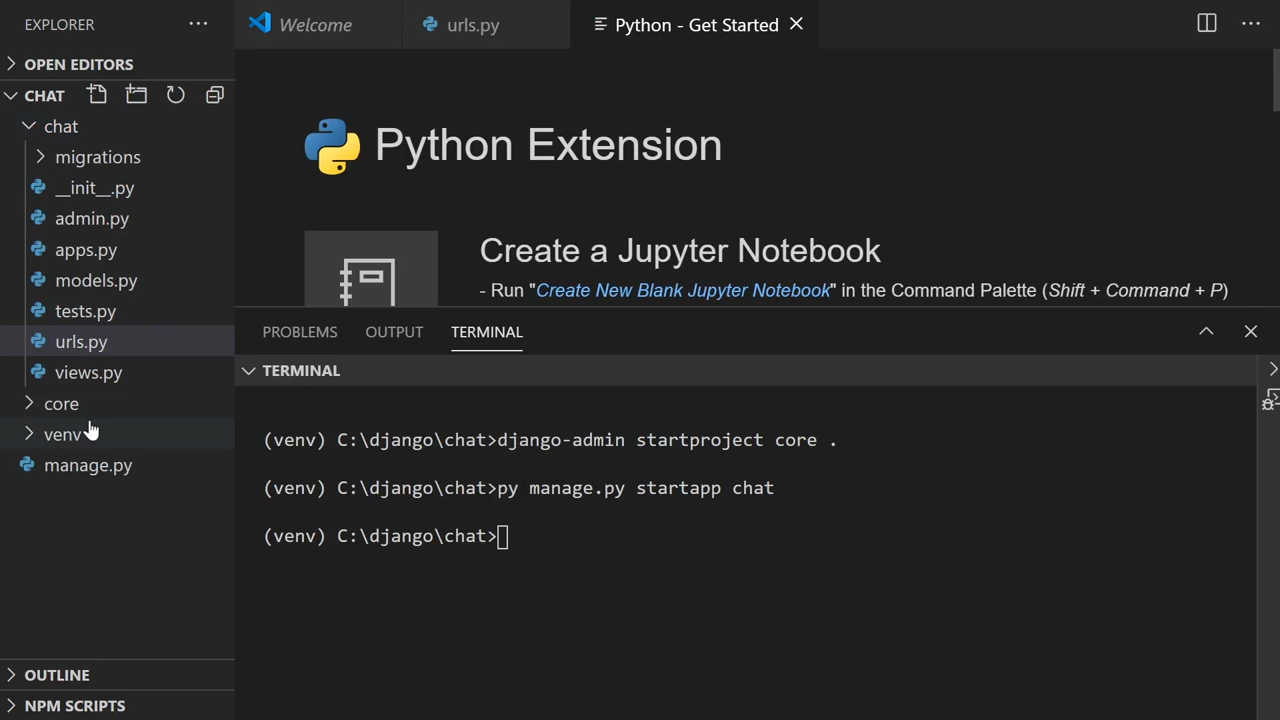 EXPLORER
Welcome
urls.py
Python - Get Started
OPEN EDITORS
CHAT
chat
migrations
__init__.py
admin.py
apps.py
models.py
tests.py
urls.py
views.py
core
venv
manage.py
OUTLINE
NPM SCRIPTS
Python Extension
Create a Jupyter Notebook
- Run "Create New Blank Jupyter Notebook" in the Command Palette (Shift + Command + P)
PROBLEMS
OUTPUT
TERMINAL
TERMINAL
(venv) C:\django\chat>django-admin startproject core .
(venv) C:\django\chat>py manage.py startapp chat
(venv) C:\django\chat>